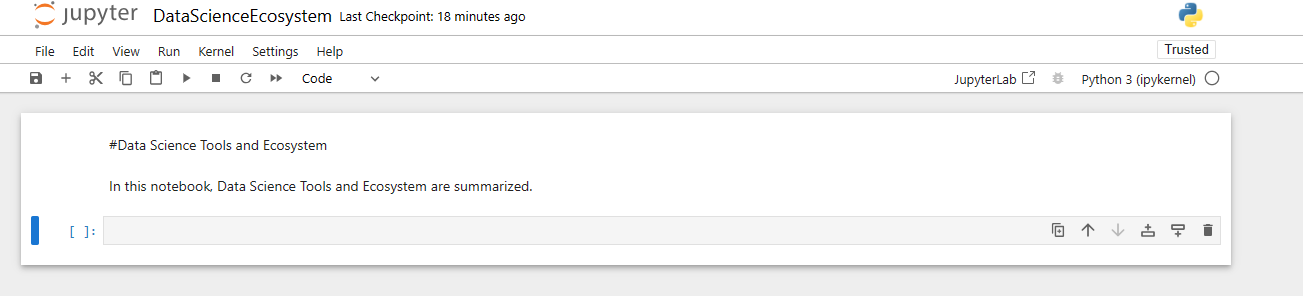 jupyter DataScienceEcosystem Last Checkpoint: 18 minutes ago
File Edit View Run Kernel Settings Help
Trusted
Code JupyterLab Python 3 (ipykernel)
#Data Science Tools and Ecosystem
In this notebook, Data Science Tools and Ecosystem are summarized.
[ ]: